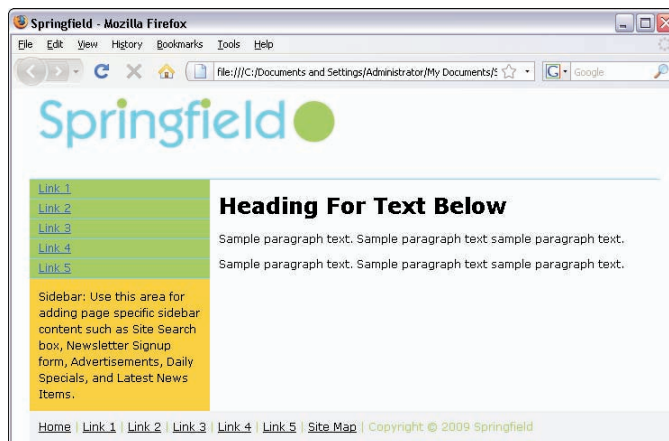 Springfield - Mozilla Firefox
File Edit View History Bookmarks Tools Help
file:///C:/Documents and Settings/Administrator/My Documents/S
G Google
Springfield
Link 1
Link 2
Link 3
Link 4
Link 5
Heading For Text Below
Sample paragraph text. Sample paragraph text sample paragraph text.
Sample paragraph text. Sample paragraph text sample paragraph text.
Sidebar: Use this area for
adding page specific sidebar
content such as Site Search
box, Newsletter Signup
form, Advertisements, Daily
Specials, and Latest News
Items.
Home | Link 1 | Link 2 | Link 3 | Link 4 | Link 5 | Site Map | Copyright © 2009 Springfield